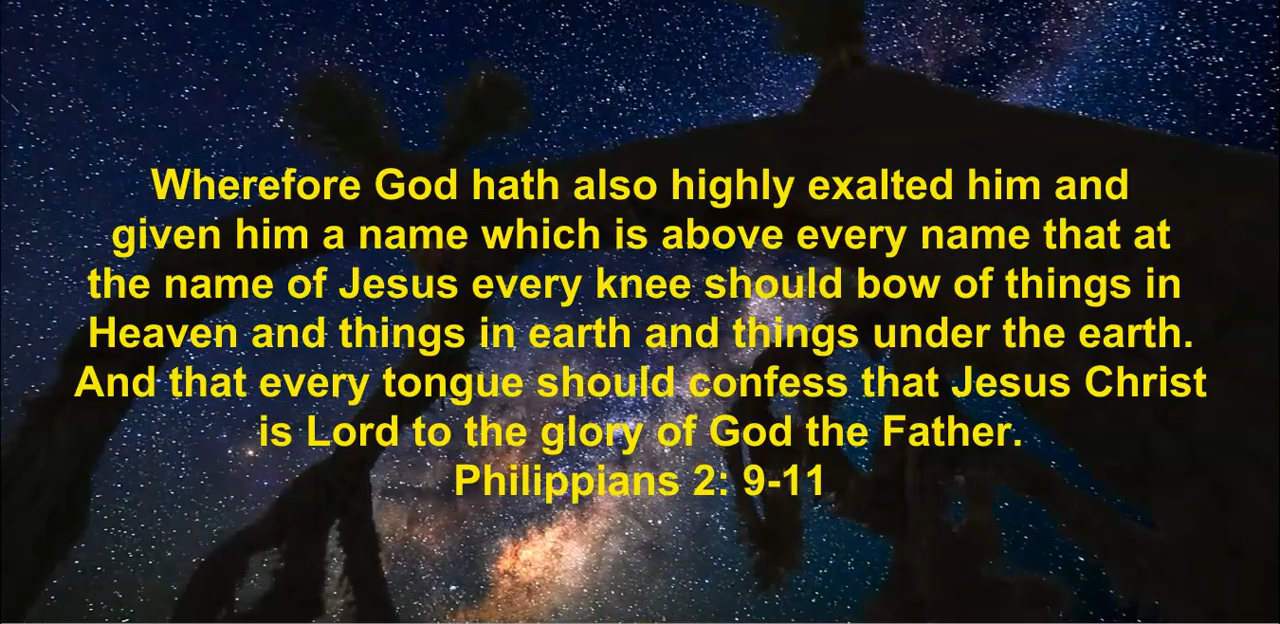 Wherefore God hath also highly exalted him and
given him a name which is above every name that at
the name of Jesus every knee should bow of things in
Heaven and things in earth and things under the earth.
And that every tongue should confess that Jesus Christ
is Lord to the glory of God the Father.
Philippians 2: 9-11